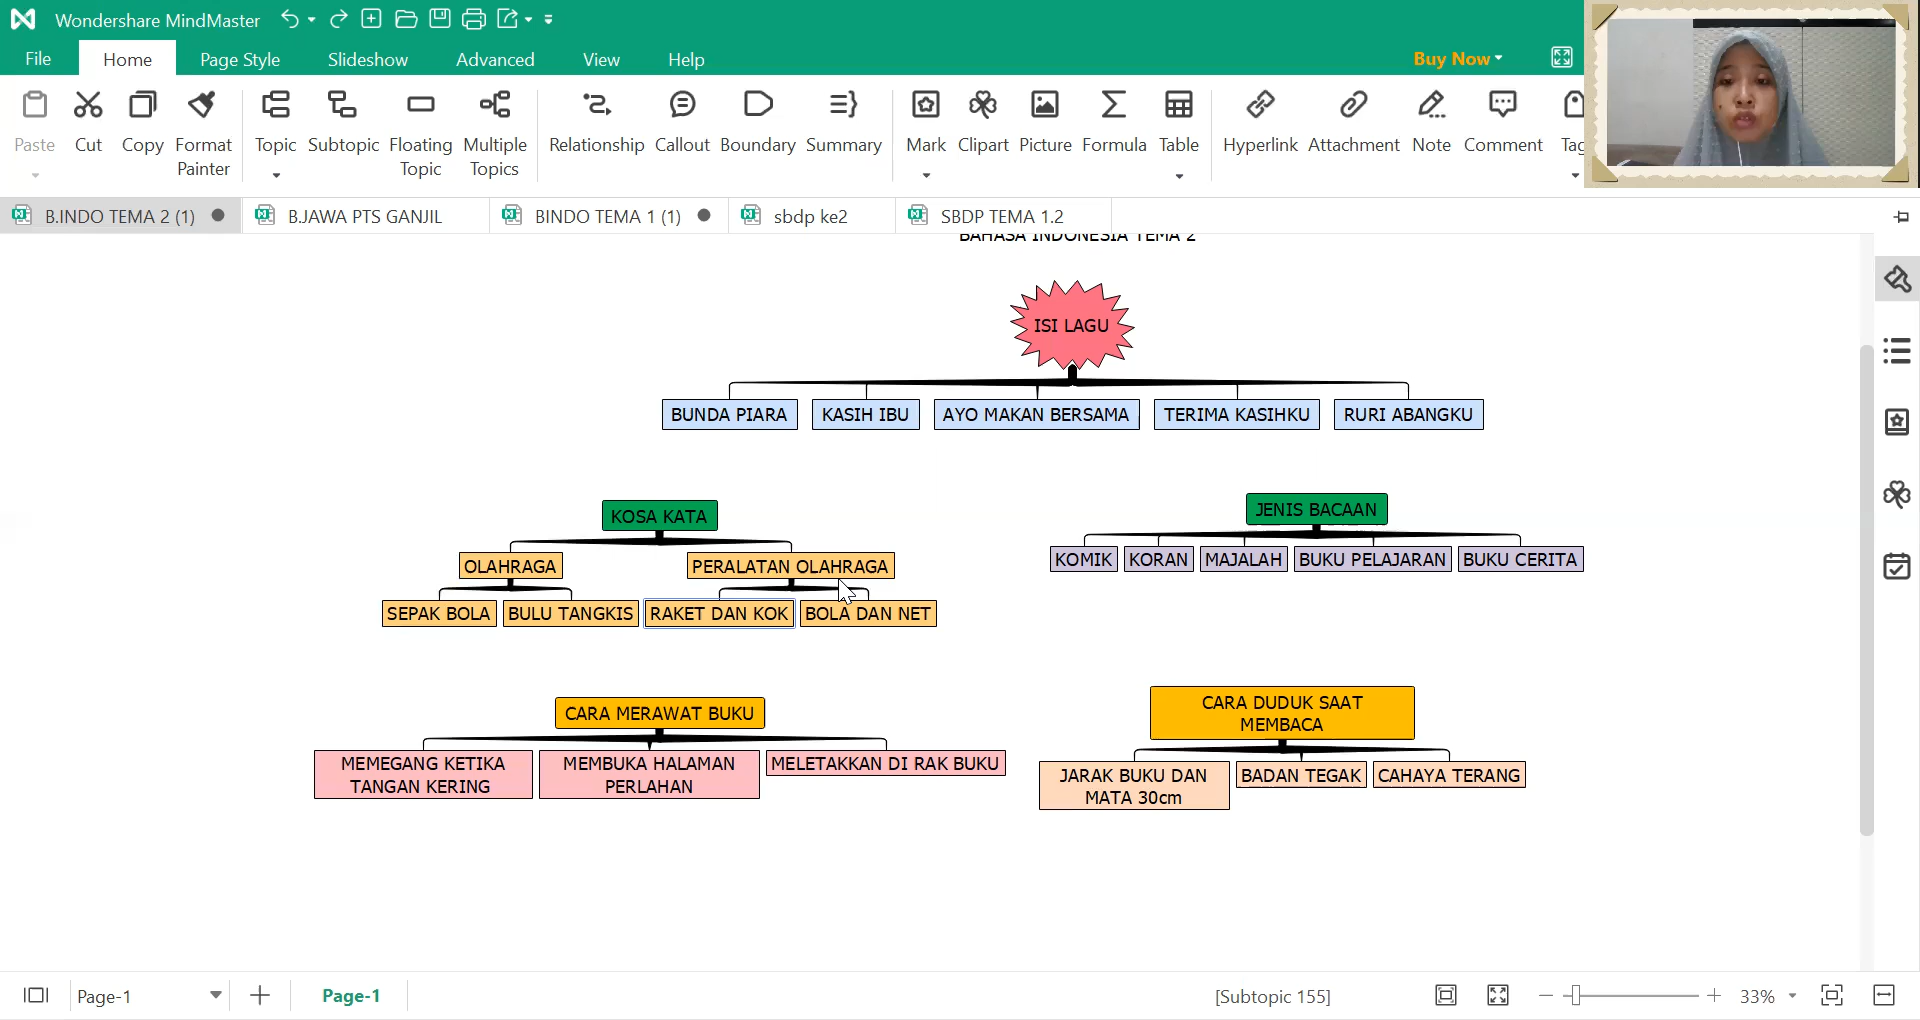 Wondershare MindMaster
File
Home
Page Style
Slideshow
Advanced
View
Help
Buy Now
Paste
Cut
Copy
Format
Painter
Topic
Subtopic
Floating
Topic
Multiple
Topics
Relationship
Callout
Boundary
Summary
Mark
Clipart
Picture
Formula
Table
Hyperlink
Attachment
Note
Comment
Tag
B.INDO TEMA 2 (1)
B.JAWA PTS GANJIL
BINDO TEMA 1 (1)
sbdp ke2
SBDP TEMA 1.2
BAHASA INDONESIA TEMA 2
ISI LAGU
BUNDA PIARA
KASIH IBU
AYO MAKAN BERSAMA
TERIMA KASIHKU
RURI ABANGKU
KOSA KATA
OLAHRAGA
PERALATAN OLAHRAGA
SEPAK BOLA
BULU TANGKIS
RAKET DAN KOK
BOLA DAN NET
JENIS BACAAN
KOMIK
KORAN
MAJALAH
BUKU PELAJARAN
BUKU CERITA
CARA MERAWAT BUKU
MEMEGANG KETIKA
TANGAN KERING
MEMBUKA HALAMAN
PERLAHAN
MELETAKKAN DI RAK BUKU
CARA DUDUK SAAT
MEMBACA
JARAK BUKU DAN
MATA 30cm
BADAN TEGAK
CAHAYA TERANG
Page-1
Page-1
[Subtopic 155]
33%